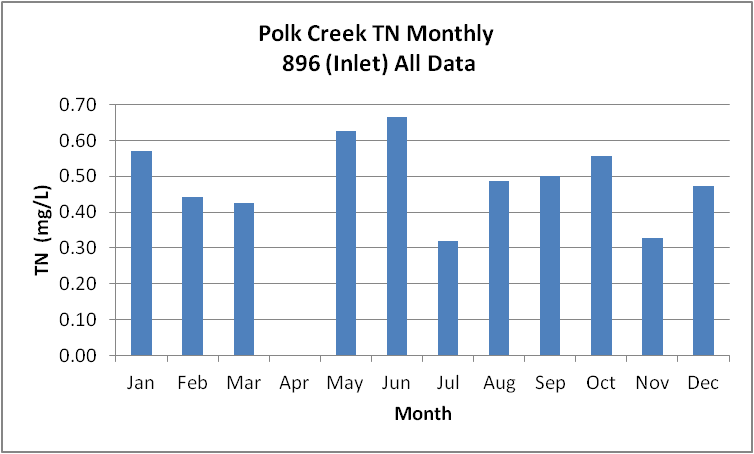 Polk Creek TN Monthly
896 (Inlet) All Data
TN (mg/L)
0.70
0.60
0.50
0.40
0.30
0.20
0.10
0.00
Jan Feb Mar Apr May Jun Jul Aug Sep Oct Nov Dec
Month